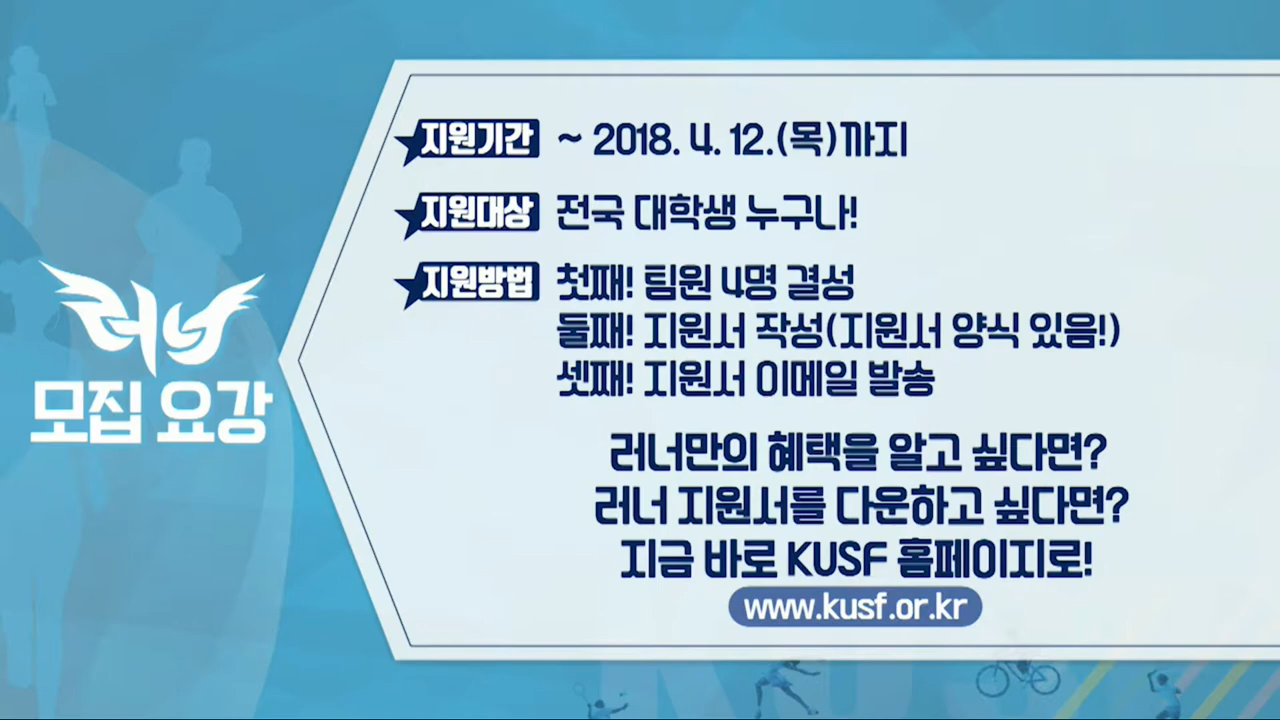 러너
모집 요강
지원기간 ~ 2018. 4. 12.(목)까지
지원대상 전국 대학생 누구나!
지원방법 첫째! 팀원 4명 결성
둘째! 지원서 작성(지원서 양식 있음!)
셋째! 지원서 이메일 발송
러너만의 혜택을 알고 싶다면?
러너 지원서를 다운하고 싶다면?
지금 바로 KUSF 홈페이지로!
www.kusf.or.kr